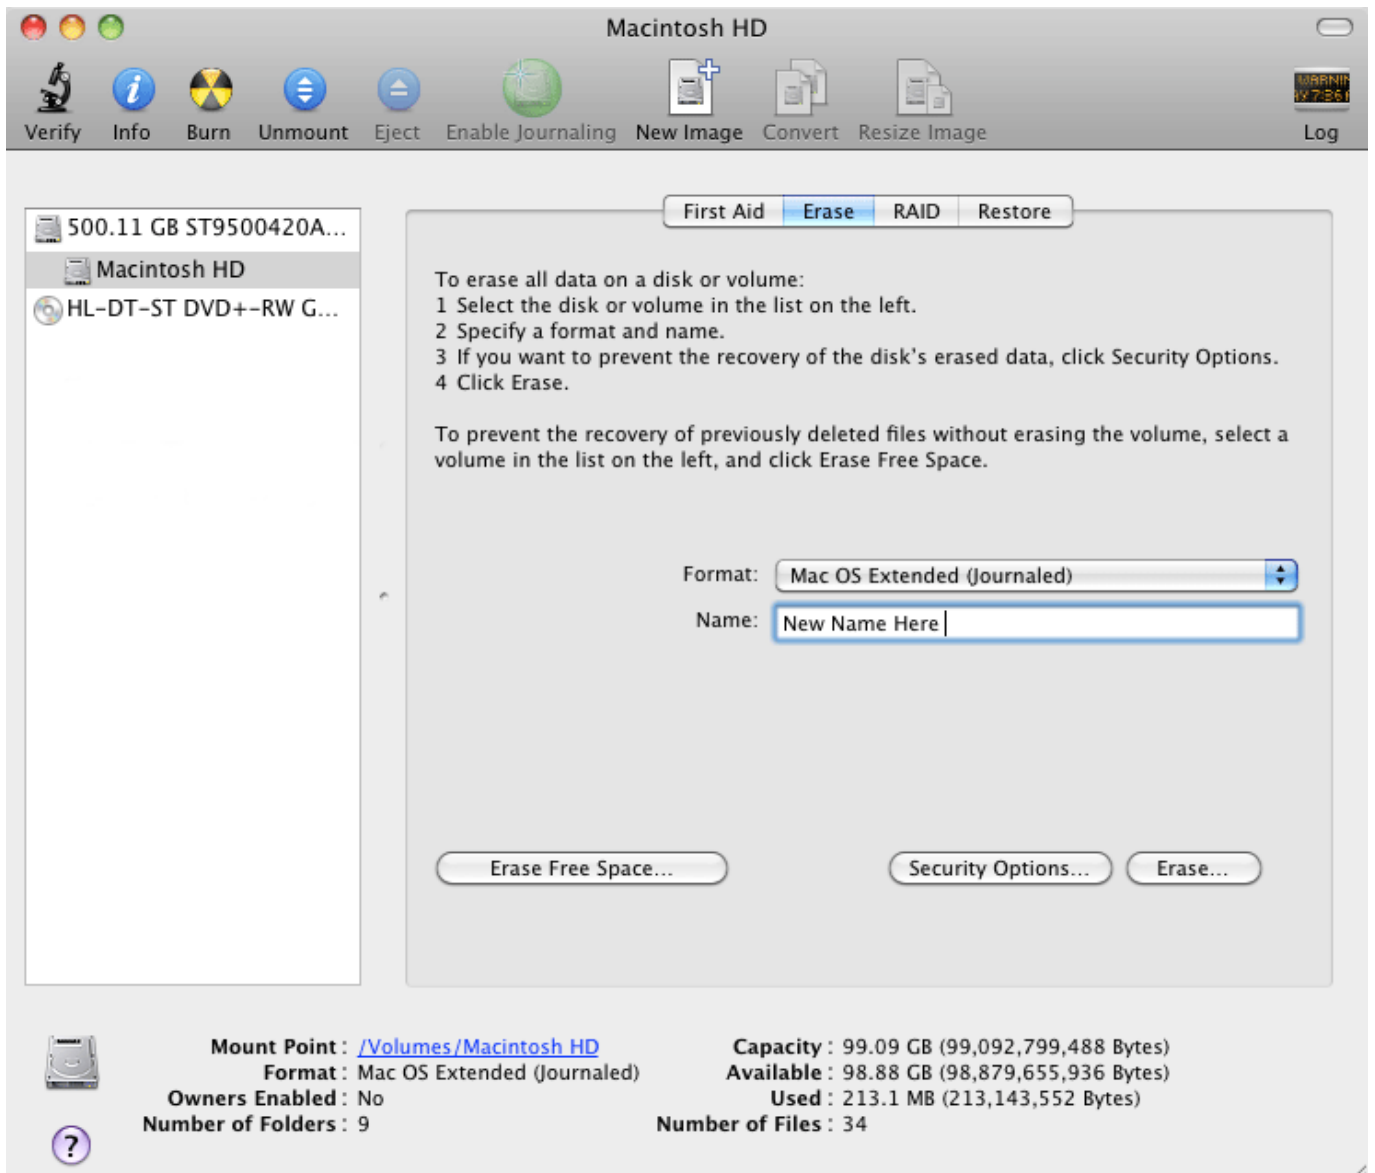 Macintosh HD
Verify Info Burn Unmount Eject Enable Journaling New Image Convert Resize Image Log
First Aid Erase RAID Restore
500.11 GB ST9500420A...
Macintosh HD
HL-DT-ST DVD+-RW G...
To erase all data on a disk or volume:
1 Select the disk or volume in the list on the left.
2 Specify a format and name.
3 If you want to prevent the recovery of the disk's erased data, click Security Options.
4 Click Erase.
To prevent the recovery of previously deleted files without erasing the volume, select a
volume in the list on the left, and click Erase Free Space.
Format: Mac OS Extended (Journaled)
Name: New Name Here
Erase Free Space... Security Options... Erase...
Mount Point : /Volumes/Macintosh HD Capacity : 99.09 GB (99,092,799,488 Bytes)
Format : Mac OS Extended (Journaled) Available : 98.88 GB (98,879,655,936 Bytes)
Owners Enabled : No Used : 213.1 MB (213,143,552 Bytes)
Number of Folders : 9 Number of Files : 34
?